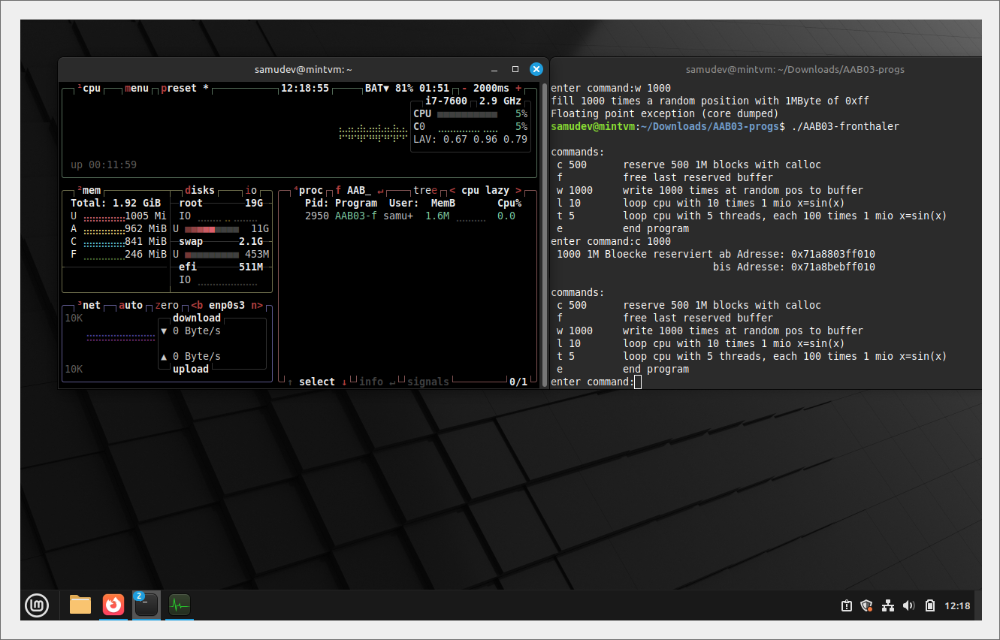 samudev@mintvm: ~
¹cpu menu preset * 12:18:55 BAT▼ 81% 01:51 - 2000ms +
i7-7600 2.9 GHz
CPU 5%
C0 5%
LAV: 0.67 0.96 0.79
up 00:11:59
²mem
Total: 1.92 GiB
U 1005 Mi
A 962 MiB
C 841 MiB
F 246 MiB
disks io
root 19G
IO
U 11G
swap 2.1G
U 453M
efi 511M
IO
³net auto zero <b enp0s3 n>
10K
download
▼ 0 Byte/s
▲ 0 Byte/s
10K
upload
⁴proc f AAB_ ↵ tree < cpu lazy >
Pid: Program User: MemB Cpu%
2950 AAB03-f samu+ 1.6M 0.0
↑ select ↓ info ↵ signals 0/1
samudev@mintvm: ~/Downloads/AAB03-progs
enter command:w 1000
fill 1000 times a random position with 1MByte of 0xff
Floating point exception (core dumped)
samudev@mintvm:~/Downloads/AAB03-progs$ ./AAB03-fronthaler
commands:
c 500 reserve 500 1M blocks with calloc
f free last reserved buffer
w 1000 write 1000 times at random pos to buffer
l 10 loop cpu with 10 times 1 mio x=sin(x)
t 5 loop cpu with 5 threads, each 100 times 1 mio x=sin(x)
e end program
enter command:c 1000
1000 1M Bloecke reserviert ab Adresse: 0x71a8803ff010
bis Adresse: 0x71a8bebff010
commands:
c 500 reserve 500 1M blocks with calloc
f free last reserved buffer
w 1000 write 1000 times at random pos to buffer
l 10 loop cpu with 10 times 1 mio x=sin(x)
t 5 loop cpu with 5 threads, each 100 times 1 mio x=sin(x)
e end program
enter command:
2
12:18